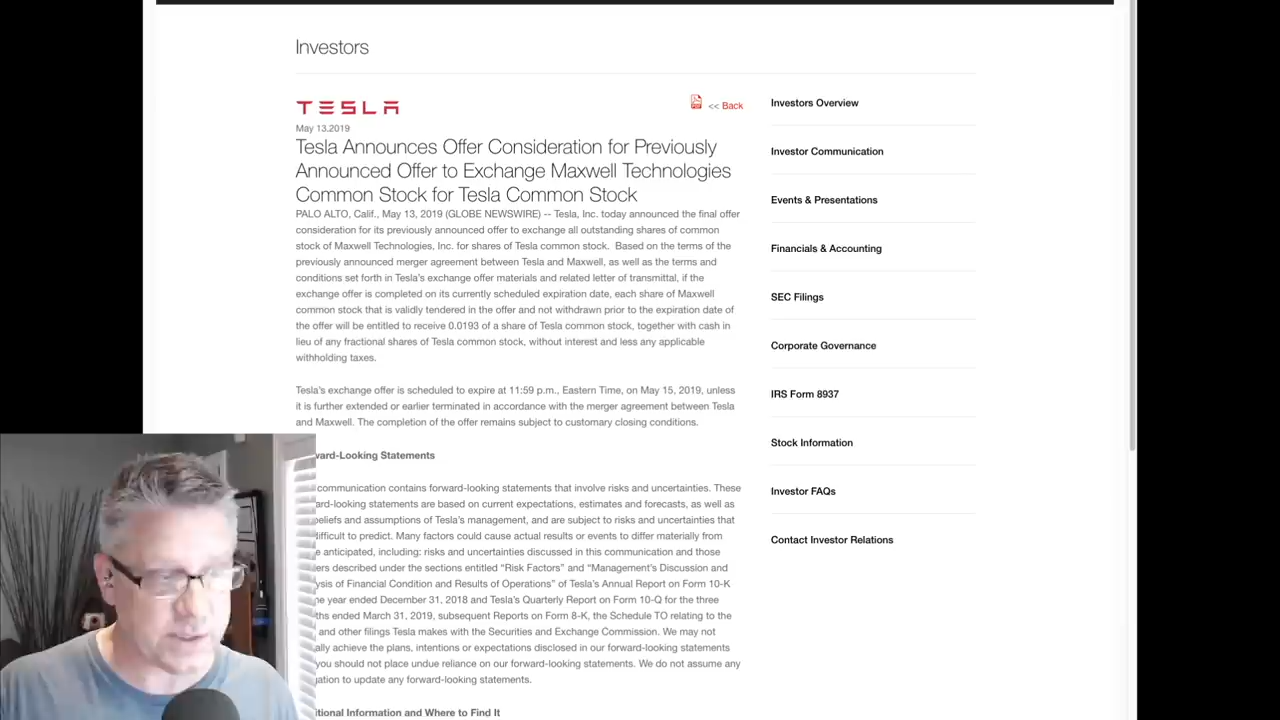 Investors
TESLA
<< Back
May 13.2019
Tesla Announces Offer Consideration for Previously
Announced Offer to Exchange Maxwell Technologies
Common Stock for Tesla Common Stock
PALO ALTO, Calif., May 13, 2019 (GLOBE NEWSWIRE) -- Tesla, Inc. today announced the final offer
consideration for its previously announced offer to exchange all outstanding shares of common
stock of Maxwell Technologies, Inc. for shares of Tesla common stock.  Based on the terms of the
previously announced merger agreement between Tesla and Maxwell, as well as the terms and
conditions set forth in Tesla's exchange offer materials and related letter of transmittal, if the
exchange offer is completed on its currently scheduled expiration date, each share of Maxwell
common stock that is validly tendered in the offer and not withdrawn prior to the expiration date of
the offer will be entitled to receive 0.0193 of a share of Tesla common stock, together with cash in
lieu of any fractional shares of Tesla common stock, without interest and less any applicable
withholding taxes.
Tesla's exchange offer is scheduled to expire at 11:59 p.m., Eastern Time, on May 15, 2019, unless
it is further extended or earlier terminated in accordance with the merger agreement between Tesla
and Maxwell. The completion of the offer remains subject to customary closing conditions.
ward-Looking Statements
communication contains forward-looking statements that involve risks and uncertainties. These
ard-looking statements are based on current expectations, estimates and forecasts, as well as
beliefs and assumptions of Tesla's management, and are subject to risks and uncertainties that
difficult to predict. Many factors could cause actual results or events to differ materially from
e anticipated, including: risks and uncertainties discussed in this communication and those
ers described under the sections entitled "Risk Factors" and "Management's Discussion and
ysis of Financial Condition and Results of Operations" of Tesla's Annual Report on Form 10-K
he year ended December 31, 2018 and Tesla's Quarterly Report on Form 10-Q for the three
ths ended March 31, 2019, subsequent Reports on Form 8-K, the Schedule TO relating to the
and other filings Tesla makes with the Securities and Exchange Commission. We may not
ally achieve the plans, intentions or expectations disclosed in our forward-looking statements
you should not place undue reliance on our forward-looking statements. We do not assume any
gation to update any forward-looking statements.
itional Information and Where to Find It
Investors Overview
Investor Communication
Events & Presentations
Financials & Accounting
SEC Filings
Corporate Governance
IRS Form 8937
Stock Information
Investor FAQs
Contact Investor Relations